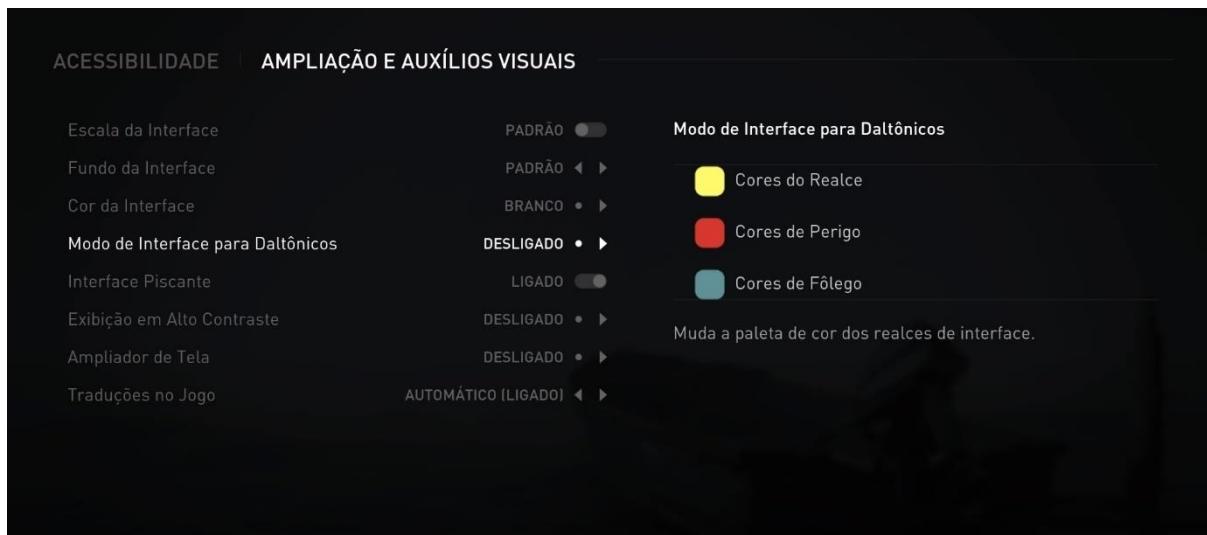 ACESSIBILIDADE AMPLIAÇÃO E AUXÍLIOS VISUAIS
Escala da Interface PADRÃO
Fundo da Interface PADRÃO
Cor da Interface BRANCO
Modo de Interface para Daltônicos DESLIGADO
Interface Piscante LIGADO
Exibição em Alto Contraste DESLIGADO
Ampliador de Tela DESLIGADO
Traduções no Jogo AUTOMÁTICO (LIGADO)
Modo de Interface para Daltônicos
Cores do Realce
Cores de Perigo
Cores de Fôlego
Muda a paleta de cor dos realces de interface.